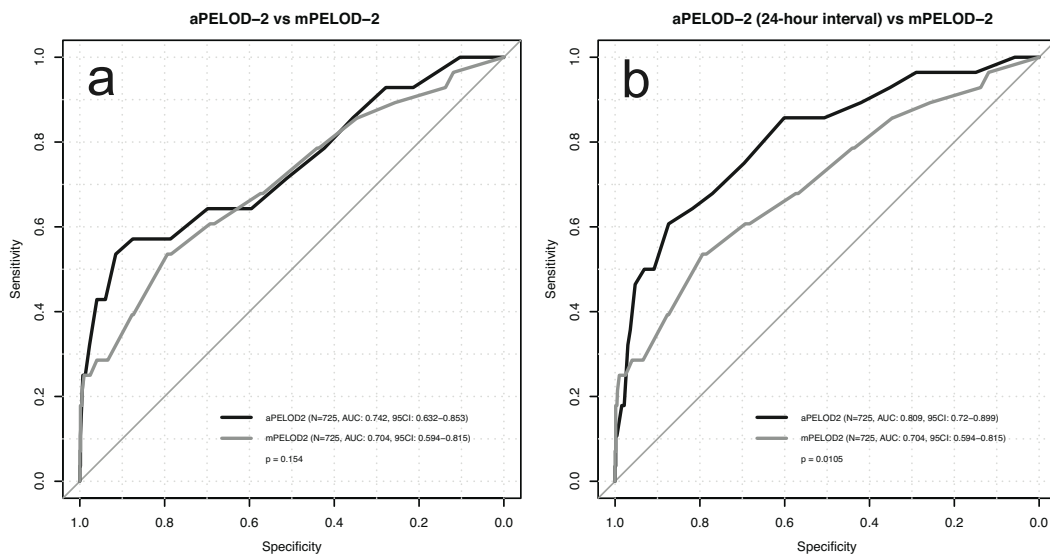 aPELOD−2 vs mPELOD−2
a
1.0
0.8
0.6
0.4
0.2
0.0
Sensitivity
aPELOD2 (N=725, AUC: 0.742, 95CI: 0.632−0.853)
mPELOD2 (N=725, AUC: 0.704, 95CI: 0.594−0.815)
p = 0.154
1.0 0.8 0.6 0.4 0.2 0.0
Specificity
aPELOD−2 (24−hour interval) vs mPELOD−2
b
1.0
0.8
0.6
0.4
0.2
0.0
Sensitivity
aPELOD2 (N=725, AUC: 0.809, 95CI: 0.72−0.899)
mPELOD2 (N=725, AUC: 0.704, 95CI: 0.594−0.815)
p = 0.0105
1.0 0.8 0.6 0.4 0.2 0.0
Specificity